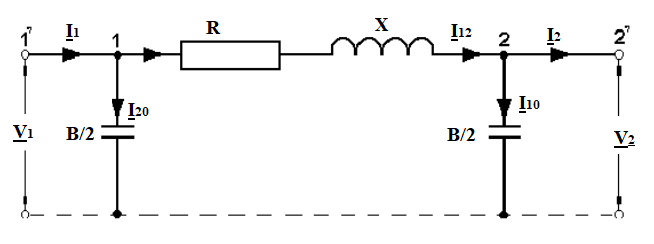 R X
1' I1 1 I12 2 I2 2'
I20 I10
B/2 B/2
V1 V2